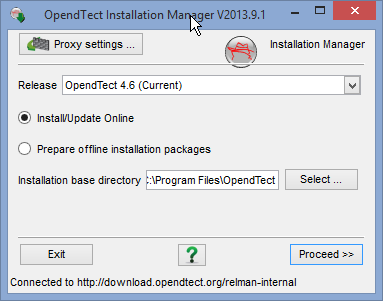 OpendTect Installation Manager V2013.9.1
Proxy settings ...
Installation Manager
Release OpendTect 4.6 (Current)
Install/Update Online
Prepare offline installation packages
Installation base directory C:\Program Files\OpendTect Select ...
Exit ? Proceed >>
Connected to http://download.opendtect.org/relman-internal